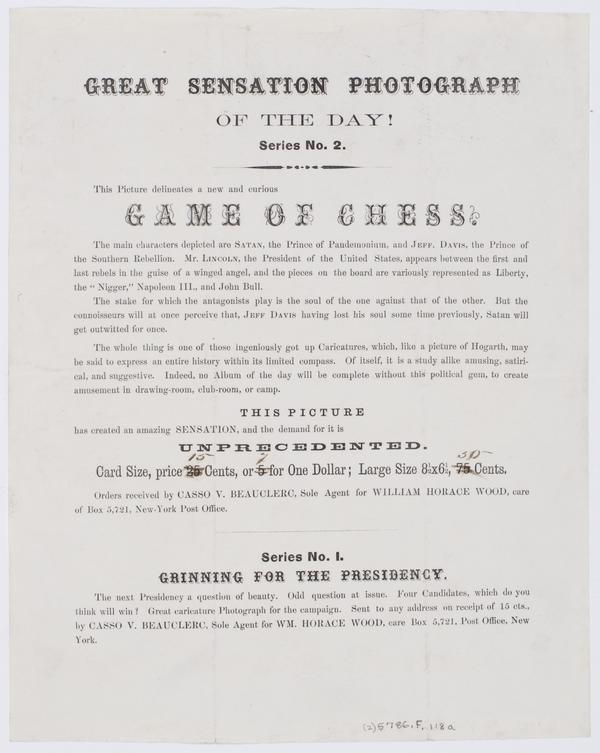 GREAT SENSATION PHOTOGRAPH
OF THE DAY!
Series No. 2.
This Picture delineates a new and curious
GAME OF CHESS.
The main characters depicted are SATAN, the Prince of Pandemonium, and JEFF. DAVIS, the Prince of
the Southern Rebellion. Mr. LINCOLN, the President of the United States, appears between the first and
last rebels in the guise of a winged angel, and the pieces on the board are variously represented as Liberty,
the " Nigger," Napoleon III., and John Bull.
The stake for which the antagonists play is the soul of the one against that of the other. But the
connoisseurs will at once perceive that, JEFF DAVIS having lost his soul some time previously, Satan will
get outwitted for once.
The whole thing is one of those ingeniously got up Caricatures, which, like a picture of Hogarth, may
be said to express an entire history within its limited compass. Of itself, it is a study alike amusing, satiri-
cal, and suggestive. Indeed, no Album of the day will be complete without this political gem, to create
amusement in drawing-room, club-room, or camp.
THIS PICTURE
has created an amazing SENSATION, and the demand for it is
UNPRECEDENTED.
15 7 50
Card Size, price 25 Cents, or 5 for One Dollar; Large Size 8½x6½, 75 Cents.
Orders received by CASSO V. BEAUCLERC, Sole Agent for WILLIAM HORACE WOOD, care
of Box 5,721, New-York Post Office.
Series No. 1.
GRINNING FOR THE PRESIDENCY.
The next Presidency a question of beauty. Odd question at issue. Four Candidates, which do you
think will win? Great caricature Photograph for the campaign. Sent to any address on receipt of 15 cts.,
by CASSO V. BEAUCLERC, Sole Agent for WM. HORACE WOOD, care Box 5,721, Post Office, New
York.
(2)5786.F.118a